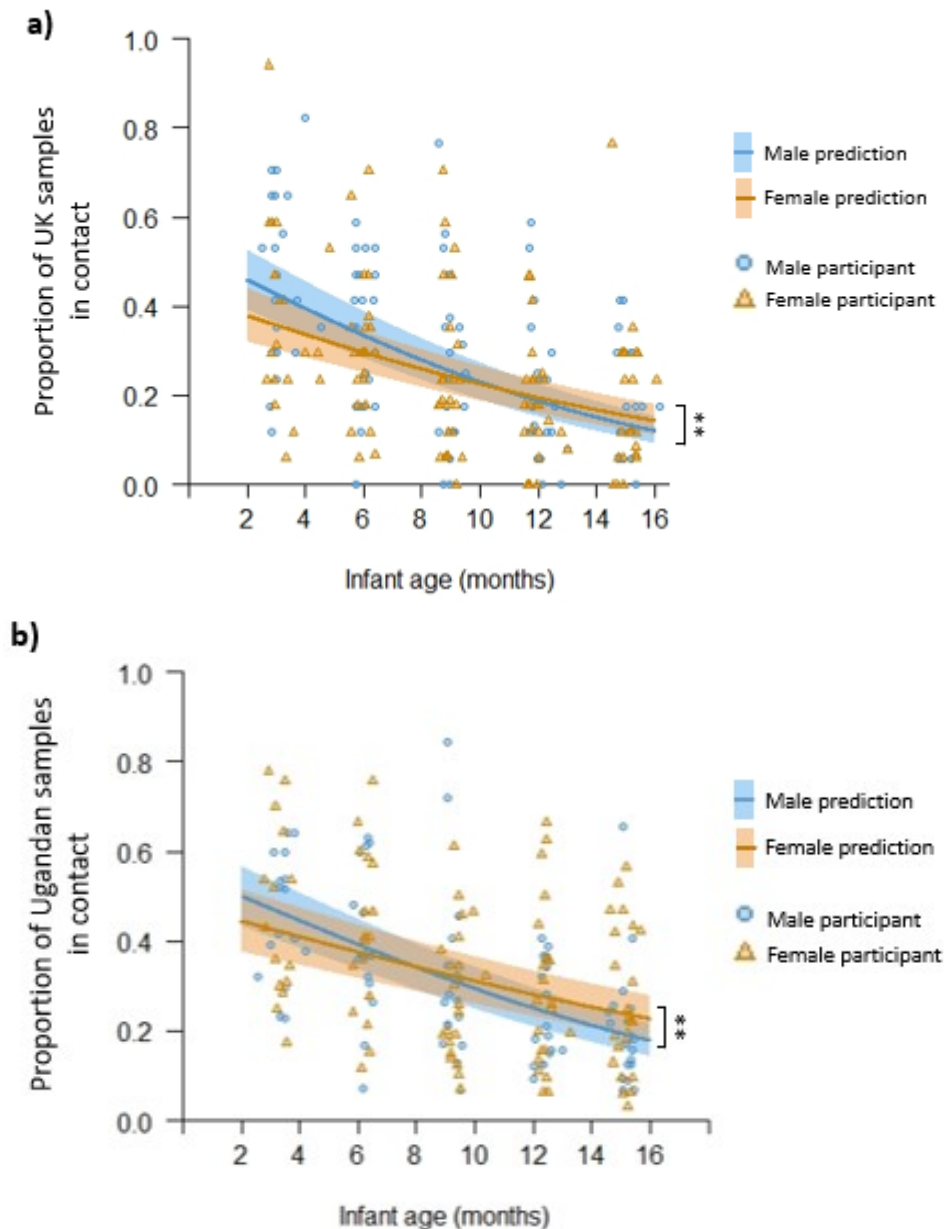 a)
Proportion of UK samples
in contact
1.0
0.8
0.6
0.4
0.2
0.0
2 4 6 8 10 12 14 16
Infant age (months)
**
Male prediction
Female prediction
Male participant
Female participant
b)
Proportion of Ugandan samples
in contact
1.0
0.8
0.6
0.4
0.2
0.0
2 4 6 8 10 12 14 16
Infant age (months)
**
Male prediction
Female prediction
Male participant
Female participant